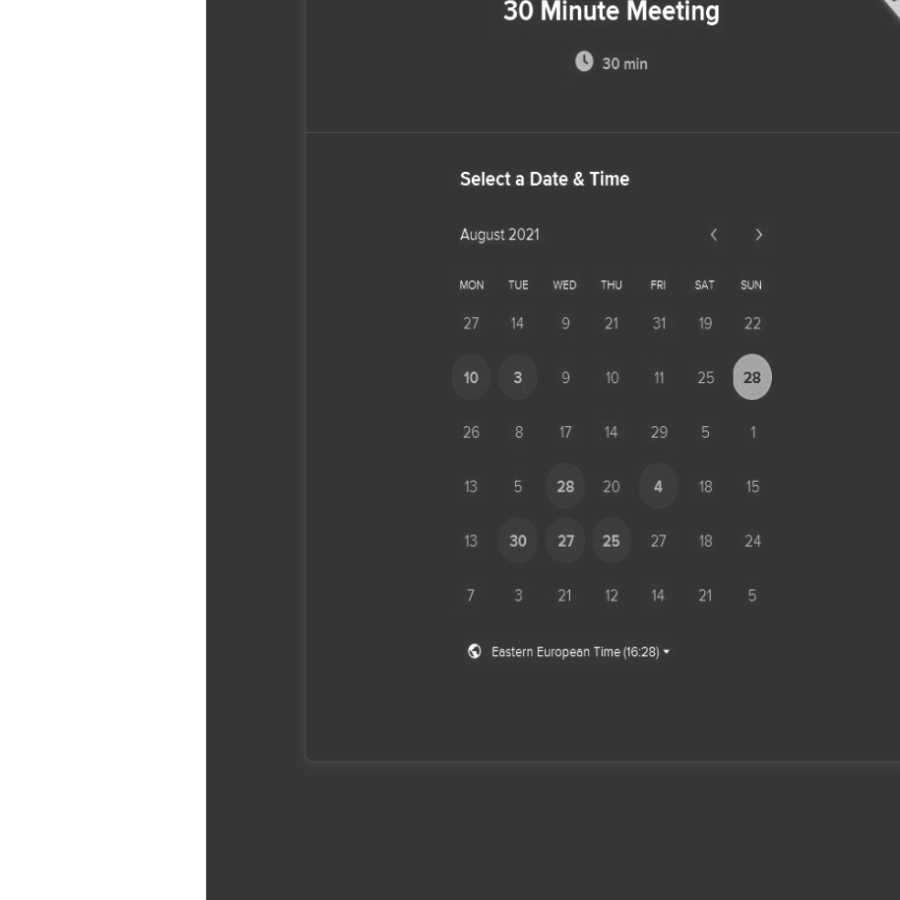 30 Minute Meeting
30 min
Select a Date & Time
August 2021
MON TUE WED THU FRI SAT SUN
27 14 9 21 31 19 22
10 3 9 10 11 25 28
26 8 17 14 29 5 1
13 5 28 20 4 18 15
13 30 27 25 27 18 24
7 3 21 12 14 21 5
Eastern European Time (16:28)